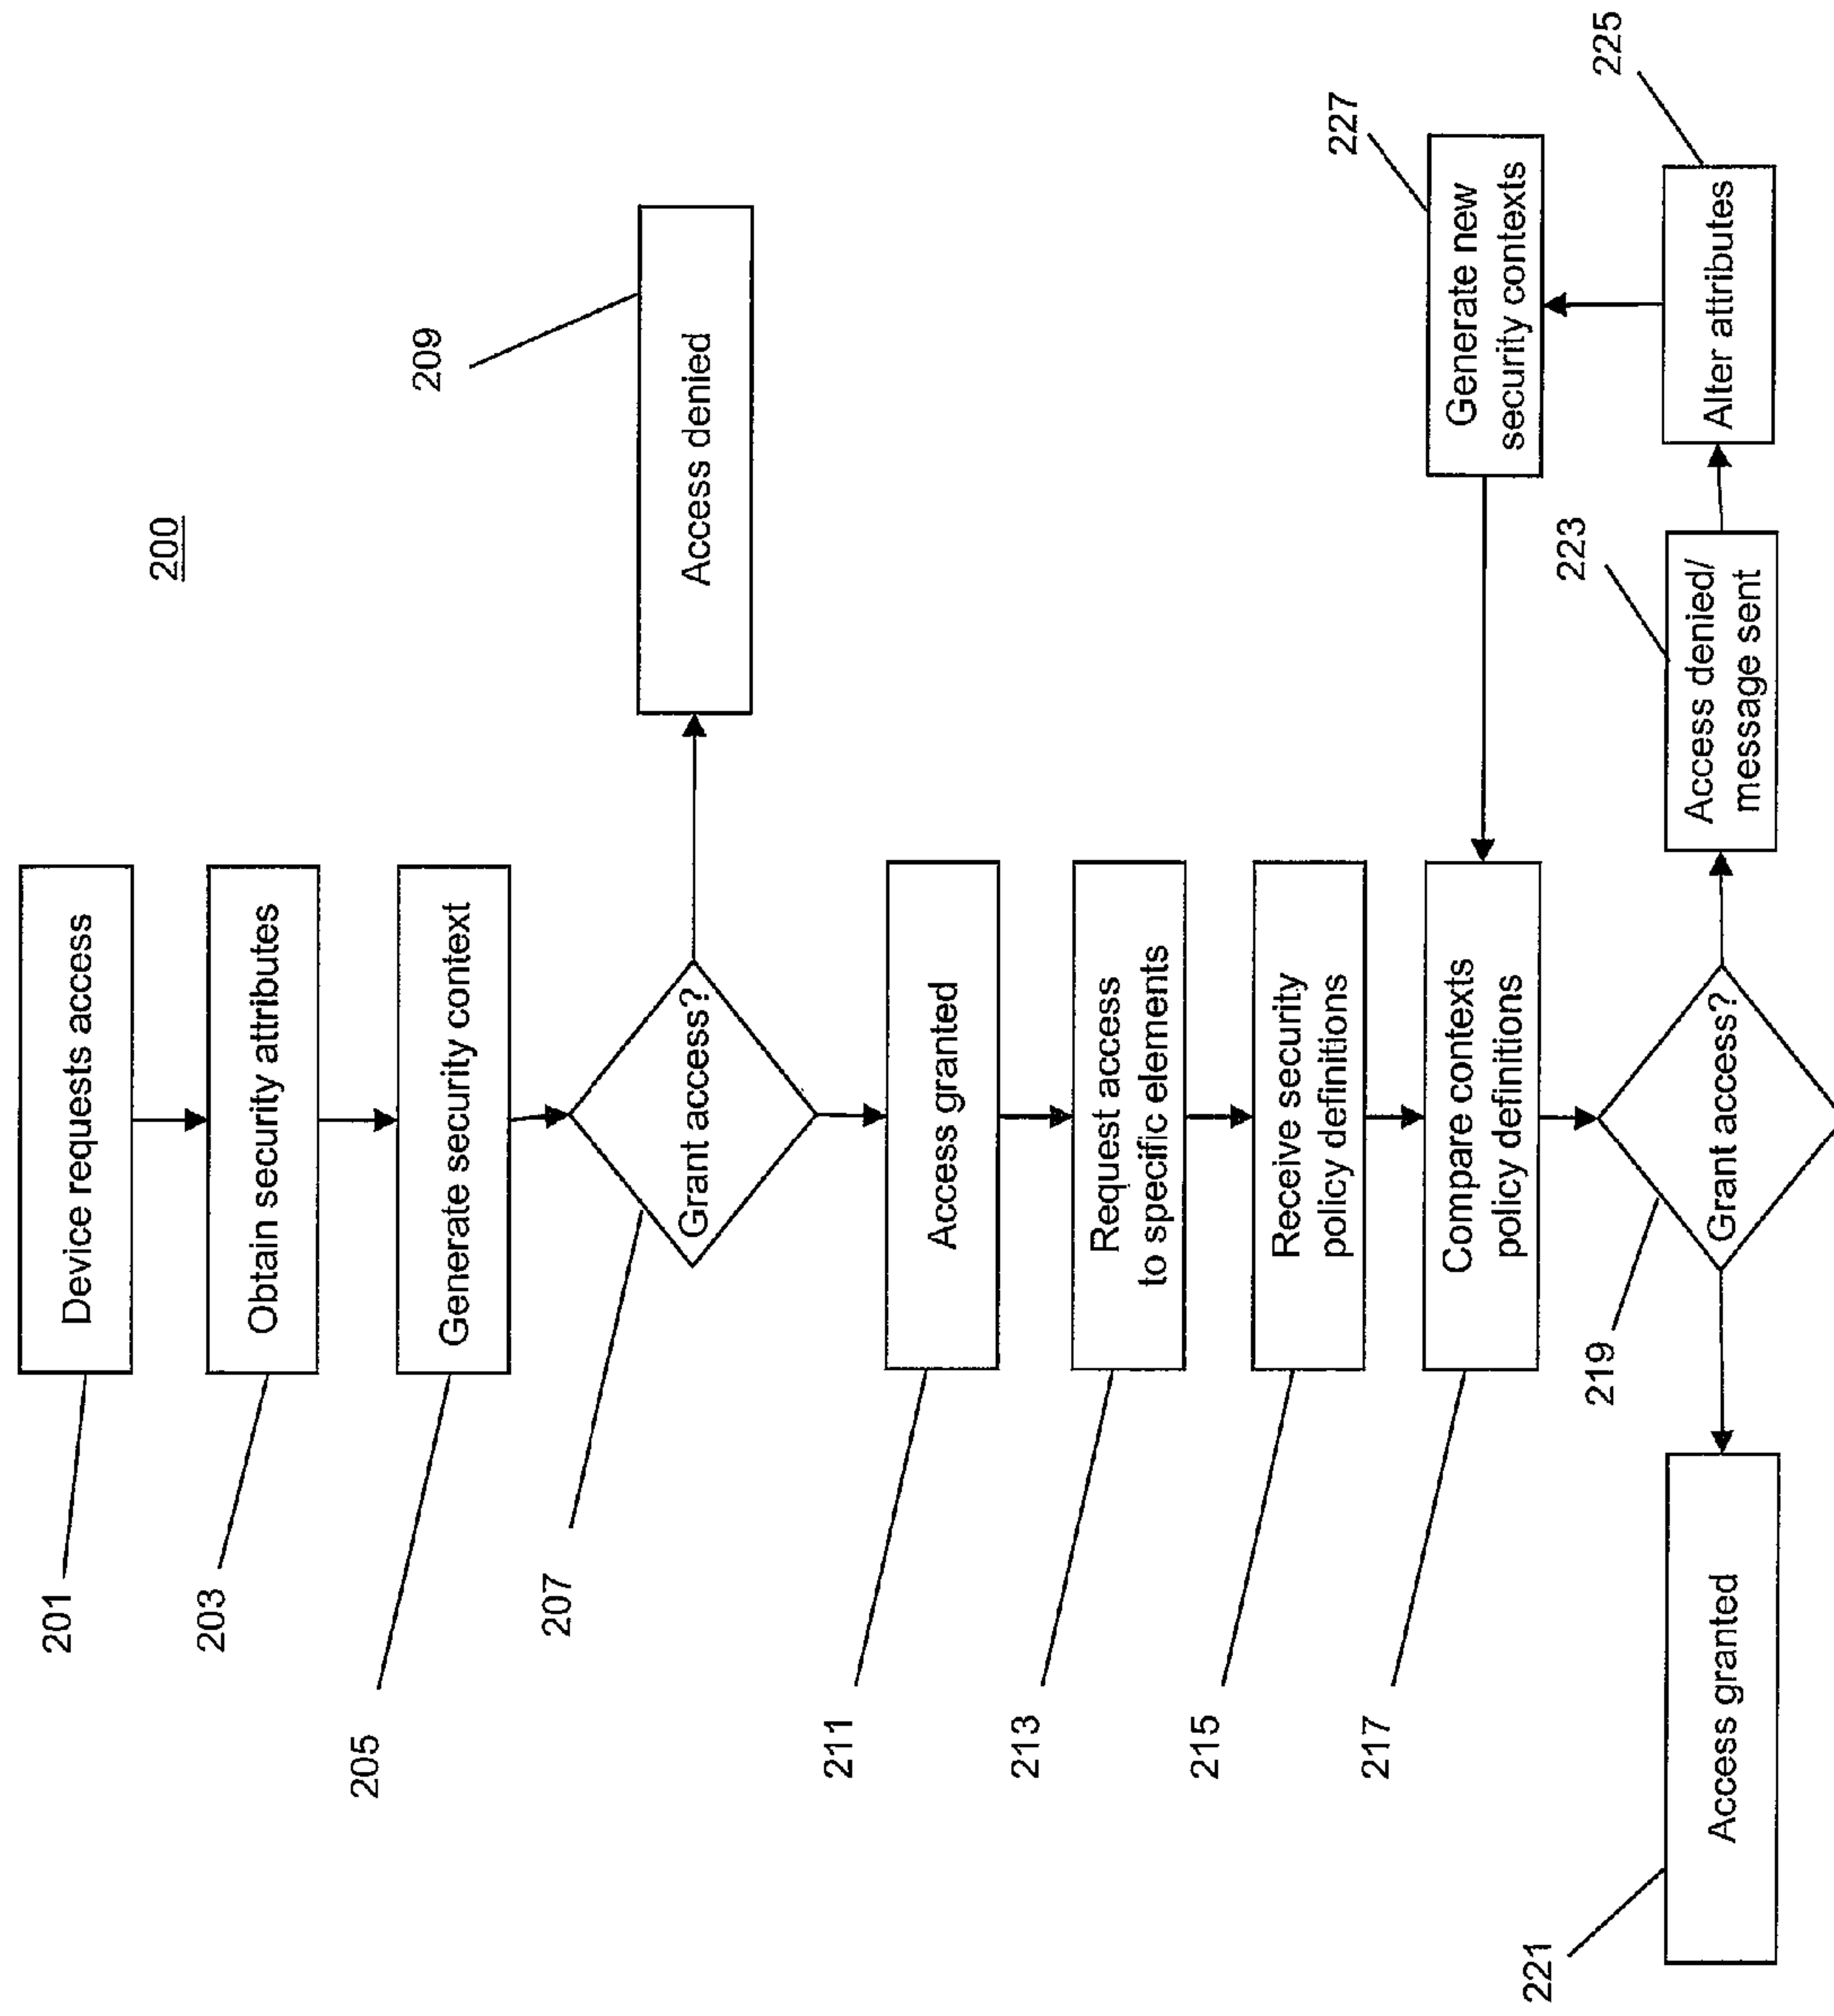 200
Device requests access
201
Obtain security attributes
203
Generate security context
205
Grant access?
207
Access denied
209
Access granted
211
Request access
to specific elements
213
Receive security
policy definitions
215
Compare contexts
policy definitions
217
Grant access?
219
Access granted
221
Access denied/
message sent
223
Alter attributes
225
Generate new
security contexts
227